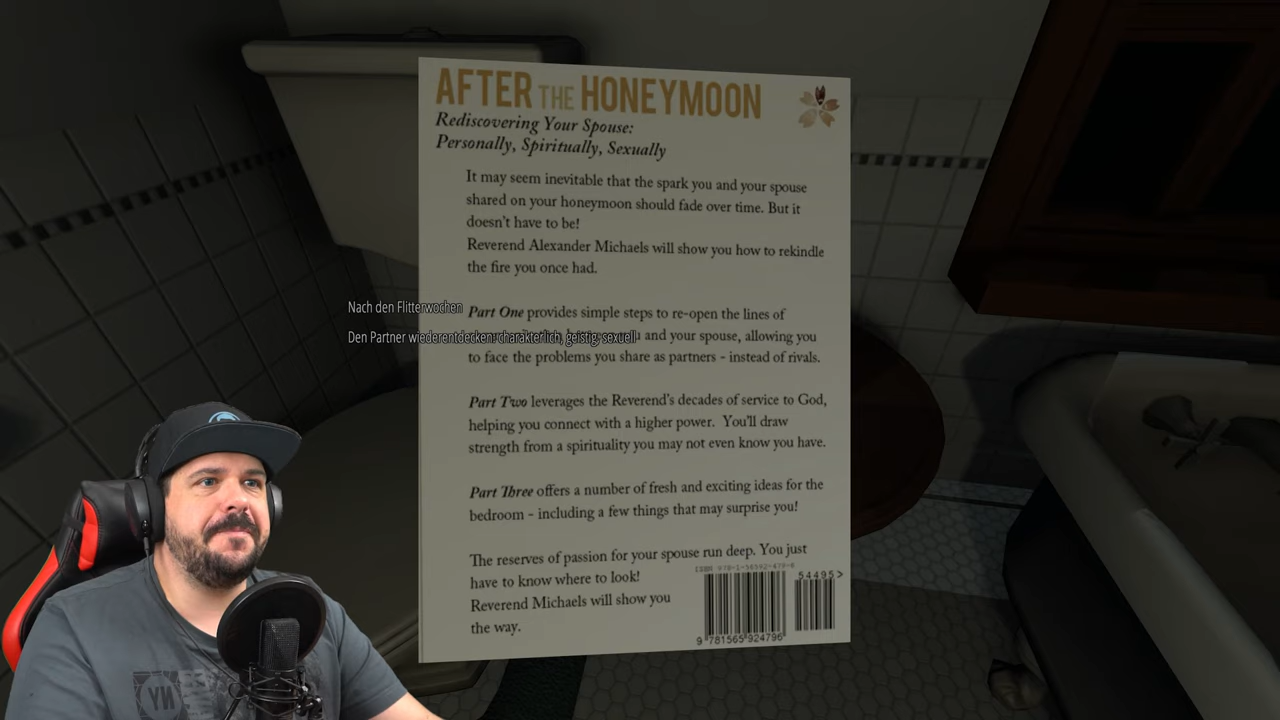 AFTER THE HONEYMOON
Rediscovering Your Spouse:
Personally, Spiritually, Sexually
It may seem inevitable that the spark you and your spouse
shared on your honeymoon should fade over time. But it
doesn't have to be!
Reverend Alexander Michaels will show you how to rekindle
the fire you once had.
Nach den Flitterwochen
Part One provides simple steps to re-open the lines of
Den Partner wiederentdecken: charakterlich, geistig, sexuell
and your spouse, allowing you
to face the problems you share as partners - instead of rivals.
Part Two leverages the Reverend's decades of service to God,
helping you connect with a higher power. You'll draw
strength from a spirituality you may not even know you have.
Part Three offers a number of fresh and exciting ideas for the
bedroom - including a few things that may surprise you!
The reserves of passion for your spouse run deep. You just
have to know where to look!
Reverend Michaels will show you
the way.
ISBN 978-1-56592-479-6
54495>
9 781565 924796
NY